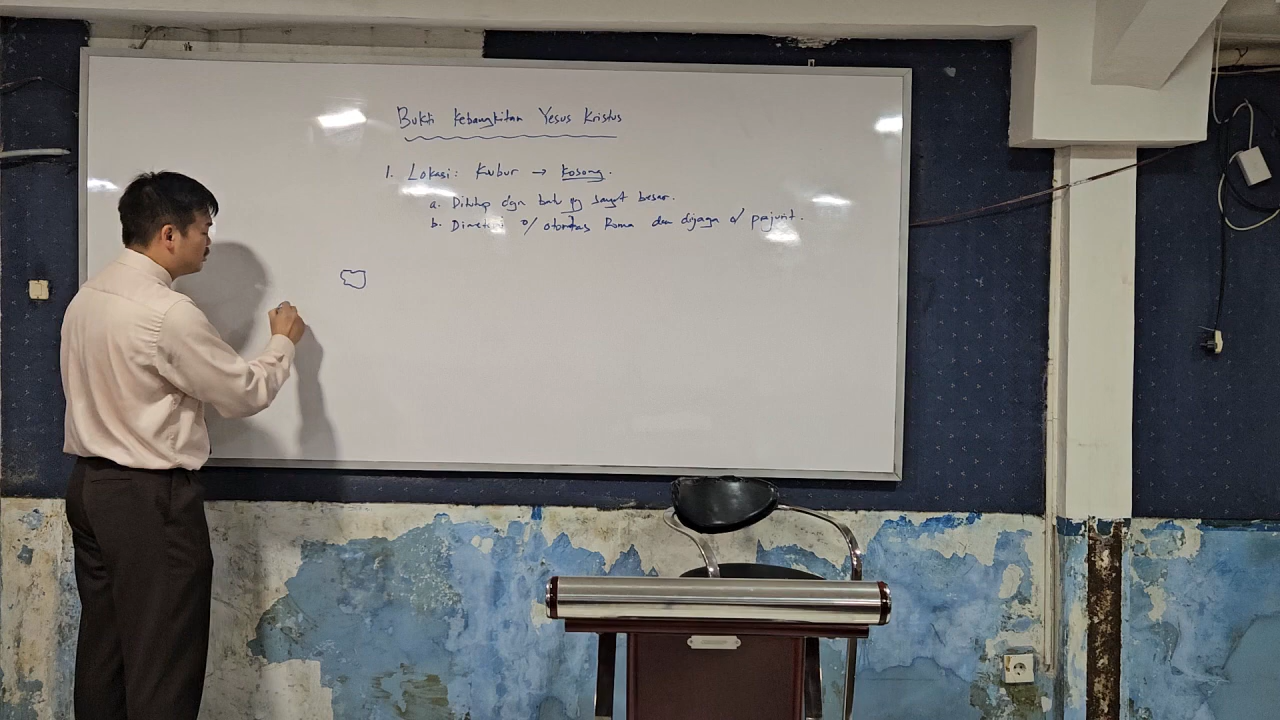 Bukti Kebangkitan Yesus Kristus
1. Lokasi: Kubur → kosong.
a. Ditutup dgn batu yg sangat besar.
b. Dimeterai o/ otoritas Roma dan dijaga o/ prajurit.